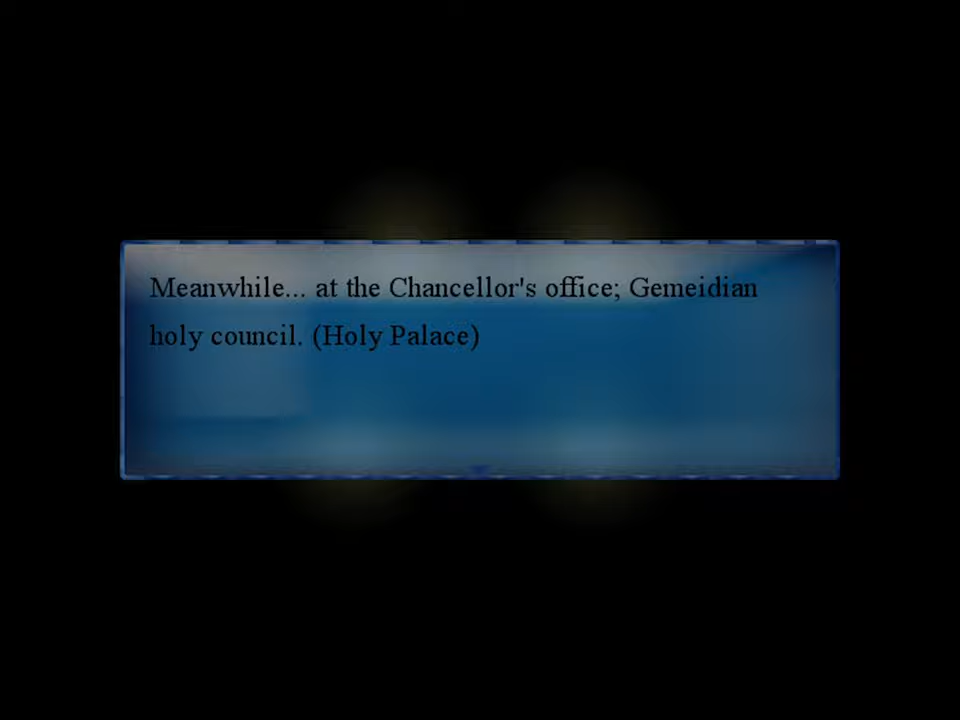 Meanwhile... at the Chancellor's office; Gemeidian
holy council. (Holy Palace)